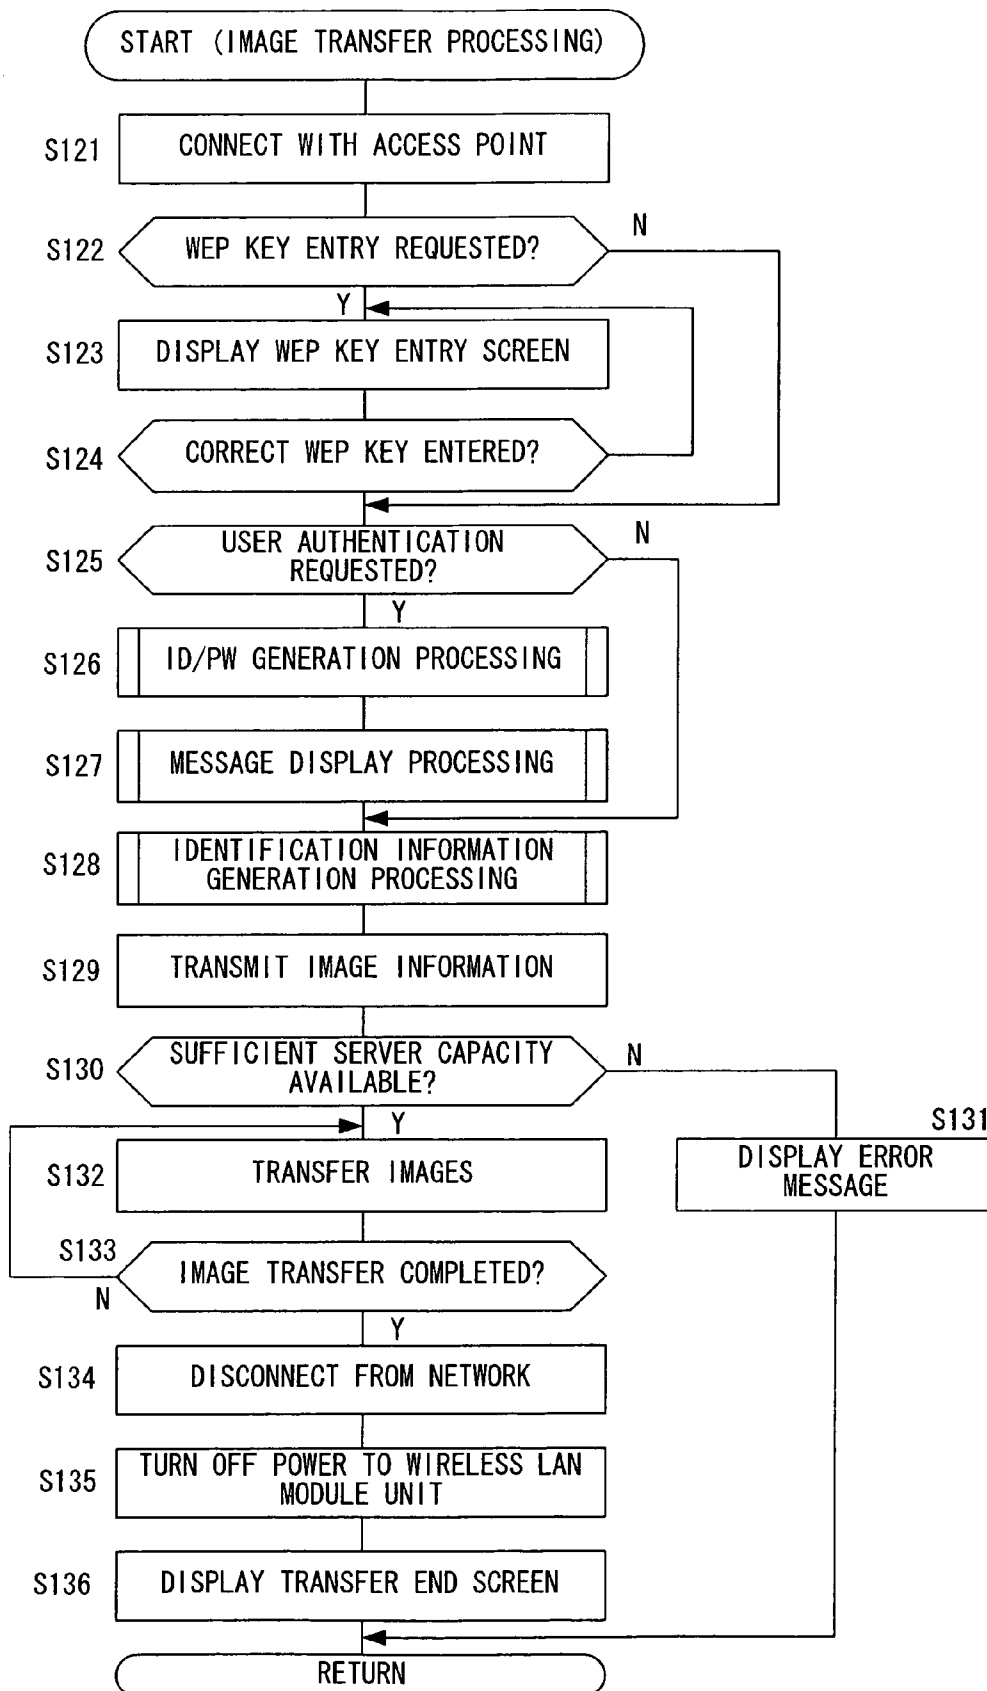 START (IMAGE TRANSFER PROCESSING)
S121
CONNECT WITH ACCESS POINT
S122
WEP KEY ENTRY REQUESTED?
N
Y
S123
DISPLAY WEP KEY ENTRY SCREEN
S124
CORRECT WEP KEY ENTERED?
S125
USER AUTHENTICATION
REQUESTED?
N
Y
S126
ID/PW GENERATION PROCESSING
S127
MESSAGE DISPLAY PROCESSING
S128
IDENTIFICATION INFORMATION
GENERATION PROCESSING
S129
TRANSMIT IMAGE INFORMATION
S130
SUFFICIENT SERVER CAPACITY
AVAILABLE?
N
Y
S131
DISPLAY ERROR
MESSAGE
S132
TRANSFER IMAGES
S133
IMAGE TRANSFER COMPLETED?
N
Y
S134
DISCONNECT FROM NETWORK
S135
TURN OFF POWER TO WIRELESS LAN
MODULE UNIT
S136
DISPLAY TRANSFER END SCREEN
RETURN